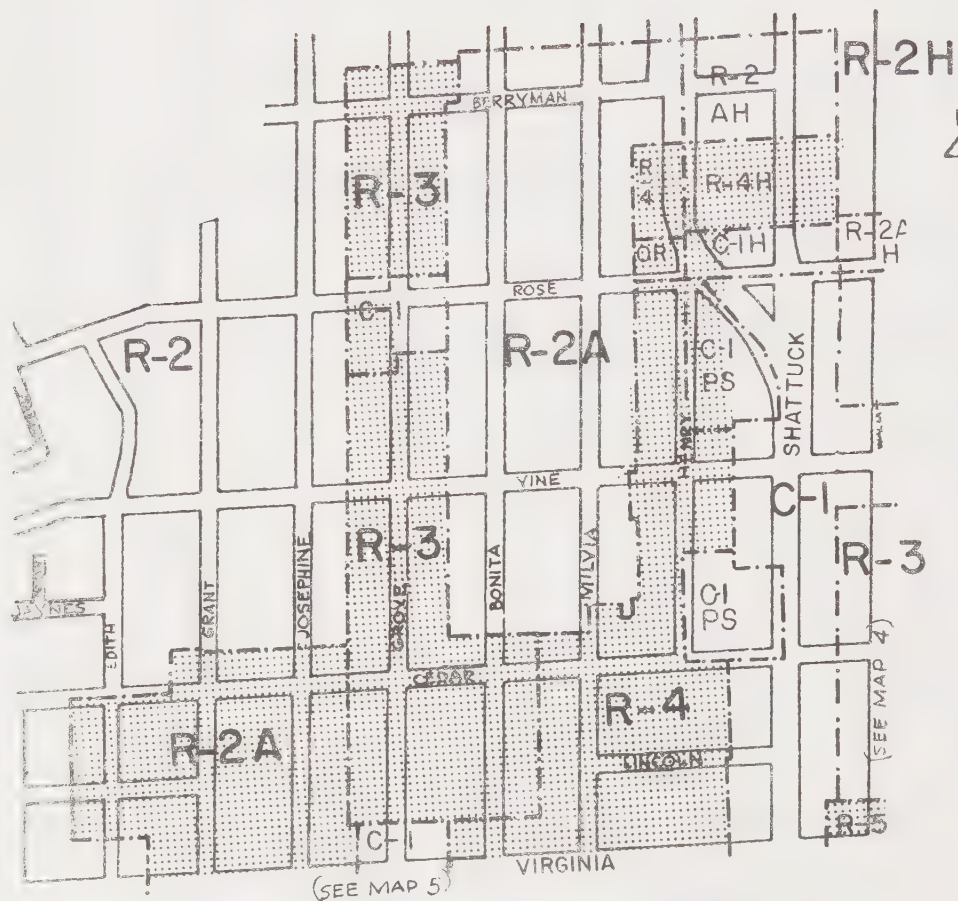 R-2H
R-2
AH
BERRYMAN
R-3
R
4
R-4H
R-2A
H
OR
C-1H
C-1
ROSE
R-2
R-2A
C-1
PS
SHATTUCK
HENRY
VINE
C-1
R-3
R-3
EDITH
GRANT
JOSEPHINE
GROVE
BONITA
MILVIA
C-1
PS
CEDAR
R-2A
R-4
LINCOLN
(SEE MAP 4)
R-5
C-1
VIRGINIA
(SEE MAP 5)